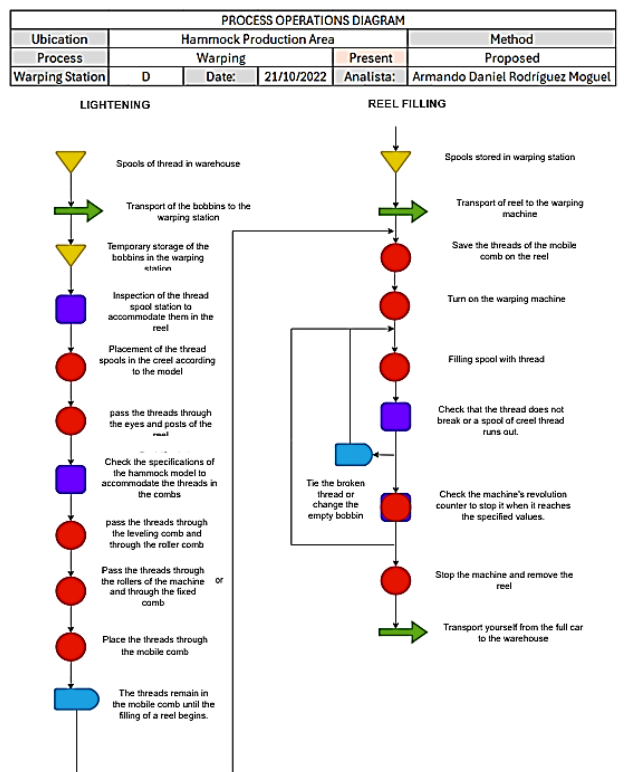 PROCESS OPERATIONS DIAGRAM
Ubication Hammock Production Area Method
Process Warping Present Proposed
Warping Station D Date: 21/10/2022 Analista: Armando Daniel Rodríguez Moguel
LIGHTENING
Spools of thread in warehouse
Transport of the bobbins to the
warping station
Temporary storage of the
bobbins in the warping
station
Inspection of the thread
spool station to
accommodate them in the
reel
Placement of the thread
spools in the creel according
to the model
pass the threads through
the eyes and posts of the
reel
Check the specifications of
the hammock model to
accommodate the threads in
the combs
pass the threads through
the leveling comb and
through the roller comb
Pass the threads through
the rollers of the machine
and through the fixed
comb
or
Place the threads through
the mobile comb
The threads remain in
the mobile comb until the
filling of a reel begins.
REEL FILLING
Spools stored in warping station
Transport of reel to the warping
machine
Save the threads of the mobile
comb on the reel
Turn on the warping machine
Filling spool with thread
Check that the thread does not
break or a spool of creel thread
runs out.
Tie the broken
thread or
change the
empty bobbin
Check the machine's revolution
counter to stop it when it reaches
the specified values.
Stop the machine and remove the
reel
Transport yourself from the full car
to the warehouse